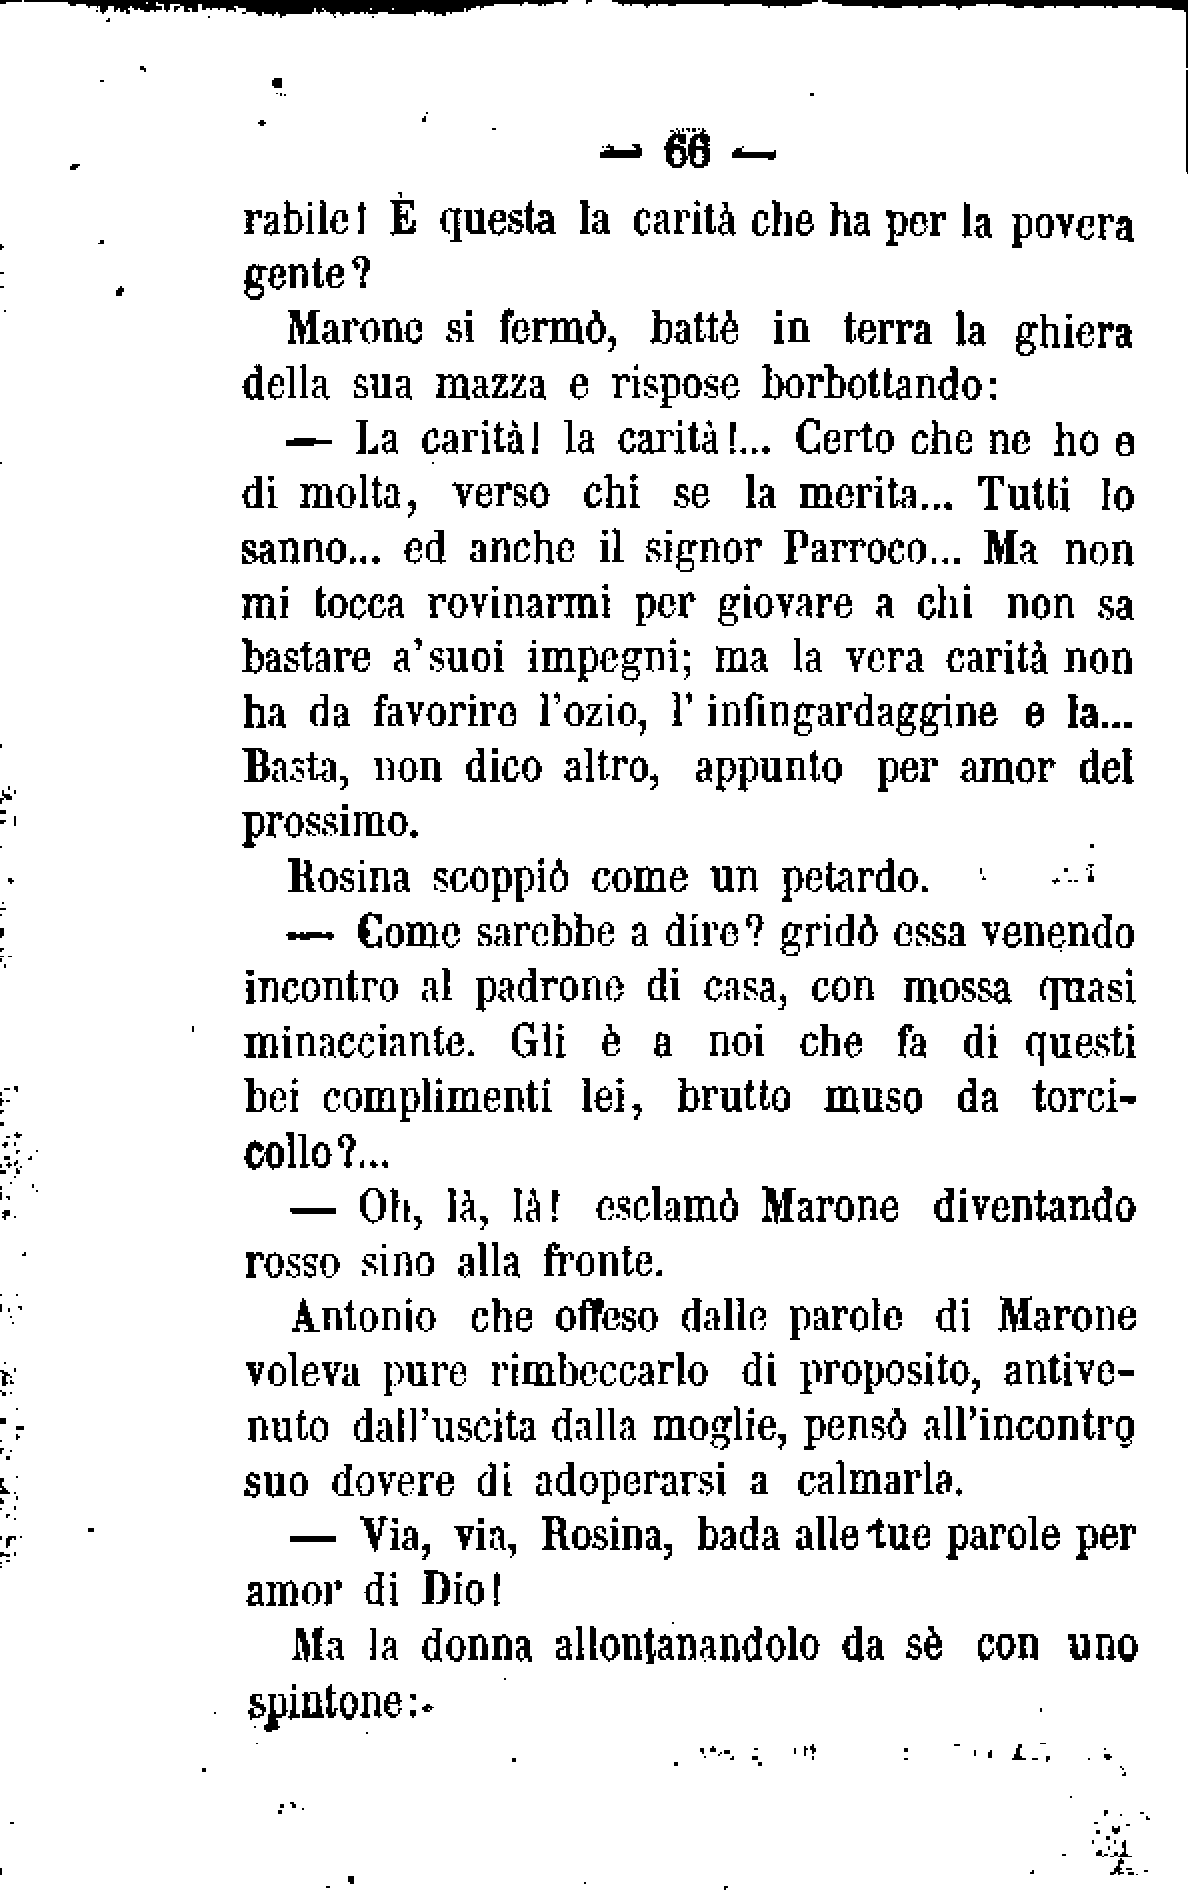 — 66 —
rabile! È questa la carità che ha per la povera
gente?
Marone si fermò, battè in terra la ghiera
della sua mazza e rispose borbottando:
— La carità! la carità!... Certo che ne ho e
di molta, verso chi se la merita... Tutti lo
sanno... ed anche il signor Parroco... Ma non
mi tocca rovinarmi per giovare a chi non sa
bastare a' suoi impegni; ma la vera carità non
ha da favorire l'ozio, l' infingardaggine e la...
Basta, non dico altro, appunto per amor del
prossimo.
Rosina scoppiò come un petardo.
— Come sarebbe a dire? gridò essa venendo
incontro al padrone di casa, con mossa quasi
minacciante. Gli è a noi che fa di questi
bei complimenti lei, brutto muso da torci-
collo?...
— Oh, là, là! esclamò Marone diventando
rosso sino alla fronte.
Antonio che offeso dalle parole di Marone
voleva pure rimbeccarlo di proposito, antive-
nuto dall'uscita dalla moglie, pensò all'incontro
suo dovere di adoperarsi a calmarla.
— Via, via, Rosina, bada alle tue parole per
amor di Dio!
Ma la donna allontanandolo da sè con uno
spintone: